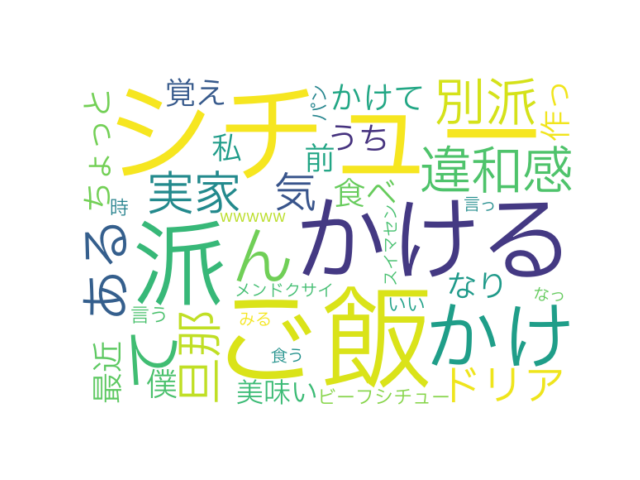 シチュー
ご飯
かける
派
かけ
て
ん
ある
別派
違和感
旦那
ドリア
実家
気
覚え
かけて
パン
うち
私
前
食べ
ちょっと
時
作っ
言っ
スイマセン
wwwww
メンドクサイ
なり
いい
なっ
言う
みる
食う
最近
僕
美味い
ビーフシチュー